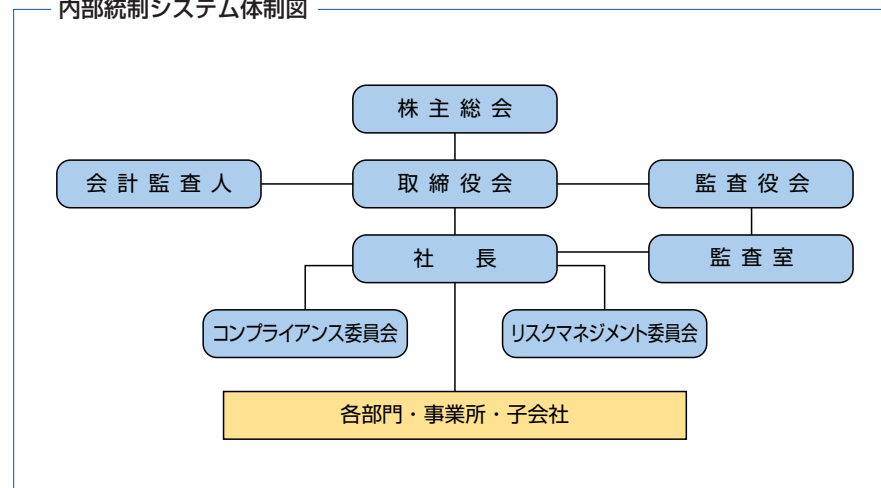 内部統制システム体制図
株主総会
会計監査人
取締役会
監査役会
社長
監査室
コンプライアンス委員会
リスクマネジメント委員会
各部門・事業所・子会社